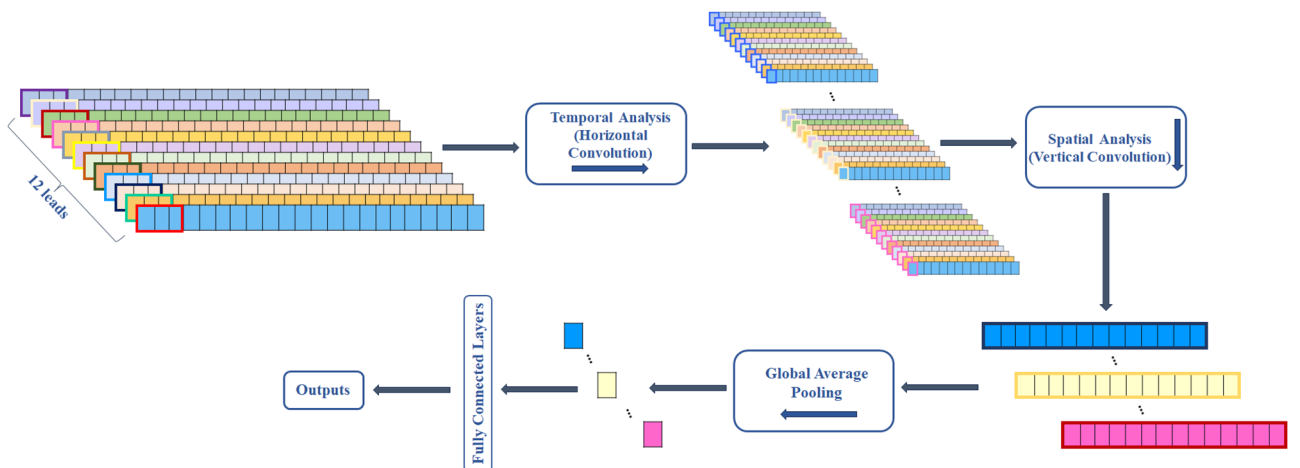 12 leads
Temporal Analysis
(Horizontal
Convolution)
Spatial Analysis
(Vertical Convolution)
Global Average
Pooling
Fully Connected Layers
Outputs